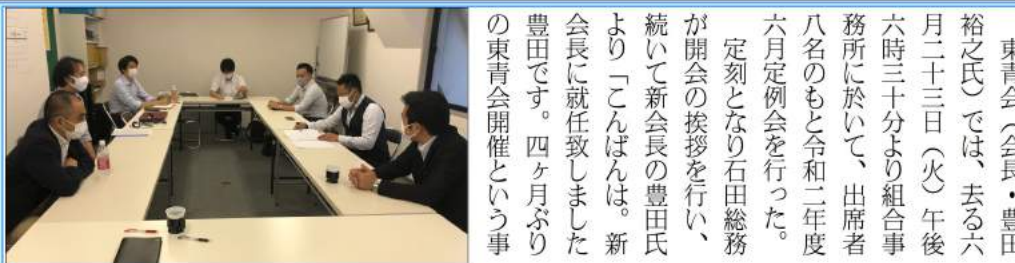 東青会（会長・豊田
裕之氏）では、去る六
月二十三日（火）午後
六時三十分より組合事
務所に於いて、出席者
八名のもと令和二年度
六月定例会を行った。
定刻となり石田総務
が開会の挨拶を行い、
続いて新会長の豊田氏
より「こんばんは。新
会長に就任致しました
豊田です。四ヶ月ぶり
の東青会開催という事